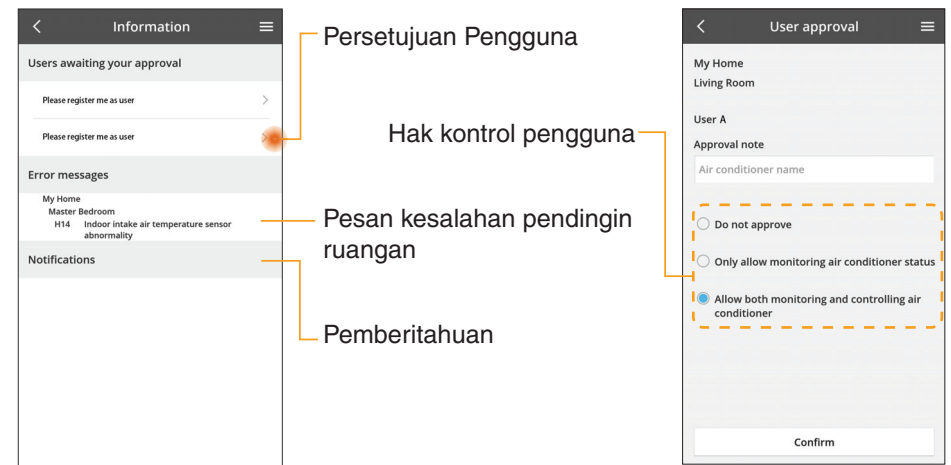 Information
Users awaiting your approval
Please register me as user
Please register me as user
Error messages
My Home
Master Bedroom
H14 Indoor intake air temperature sensor
abnormality
Notifications
Persetujuan Pengguna
Hak kontrol pengguna
Pesan kesalahan pendingin
ruangan
Pemberitahuan
User approval
My Home
Living Room
User A
Approval note
Air conditioner name
Do not approve
Only allow monitoring air conditioner status
Allow both monitoring and controlling air
conditioner
Confirm